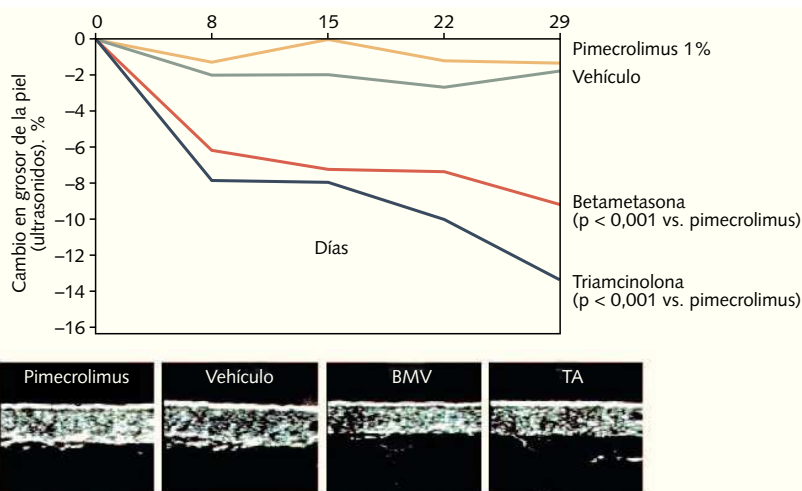 0 8 15 22 29
0
−2
−4
−6
−8
−10
−12
−14
−16
Cambio en grosor de la piel
(ultrasonidos). %
Días
Pimecrolimus 1%
Vehículo
Betametasona
(p < 0,001 vs. pimecrolimus)
Triamcinolona
(p < 0,001 vs. pimecrolimus)
Pimecrolimus Vehículo BMV TA